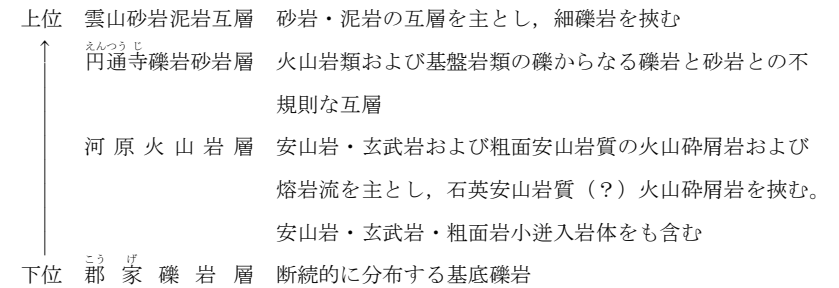 上位 雲山砂岩泥岩互層 砂岩・泥岩の互層を主とし,細礫岩を挾む
えんつうじ
円通寺礫岩砂岩層 火山岩類および基盤岩類の礫からなる礫岩と砂岩との不
規則な互層
河原火山岩層 安山岩・玄武岩および粗面安山岩質の火山砕屑岩および
熔岩流を主とし,石英安山岩質(?)火山砕屑岩を挾む。
安山岩・玄武岩・粗面岩小迸入岩体をも含む
こうげ
下位 郡家礫岩層 断続的に分布する基底礫岩